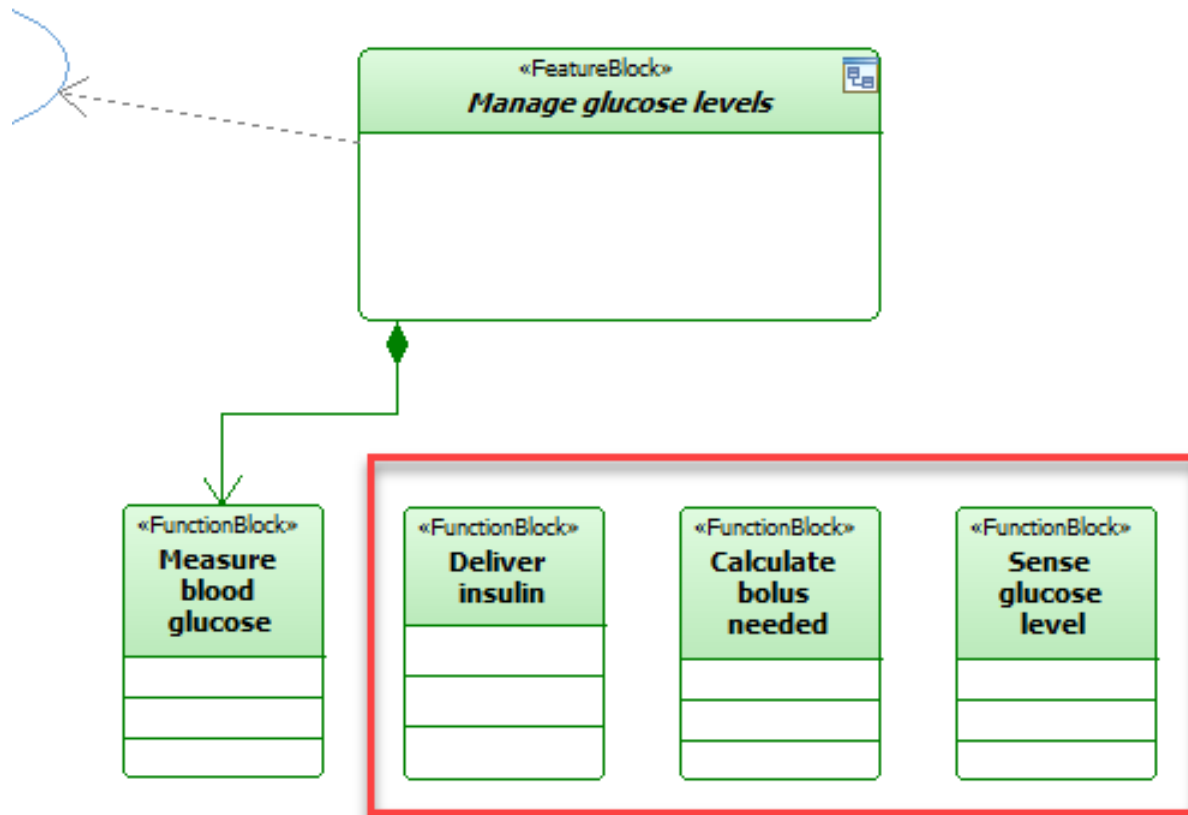 «FeatureBlock»
Manage glucose levels
«FunctionBlock»
Measure
blood
glucose
«FunctionBlock»
Deliver
insulin
«FunctionBlock»
Calculate
bolus
needed
«FunctionBlock»
Sense
glucose
level